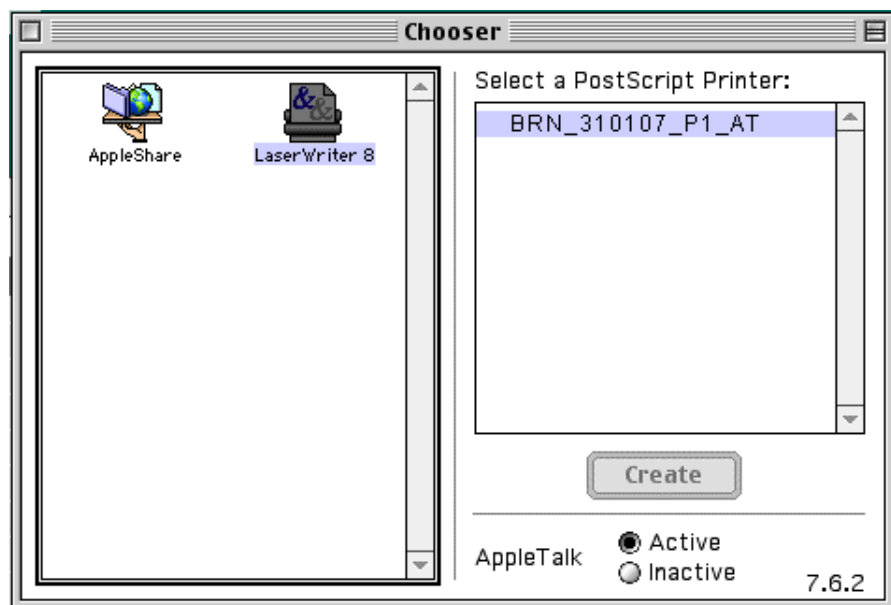 Chooser
AppleShare
LaserWriter 8
Select a PostScript Printer:
BRN_310107_P1_AT
Create
AppleTalk
Active
Inactive
7.6.2